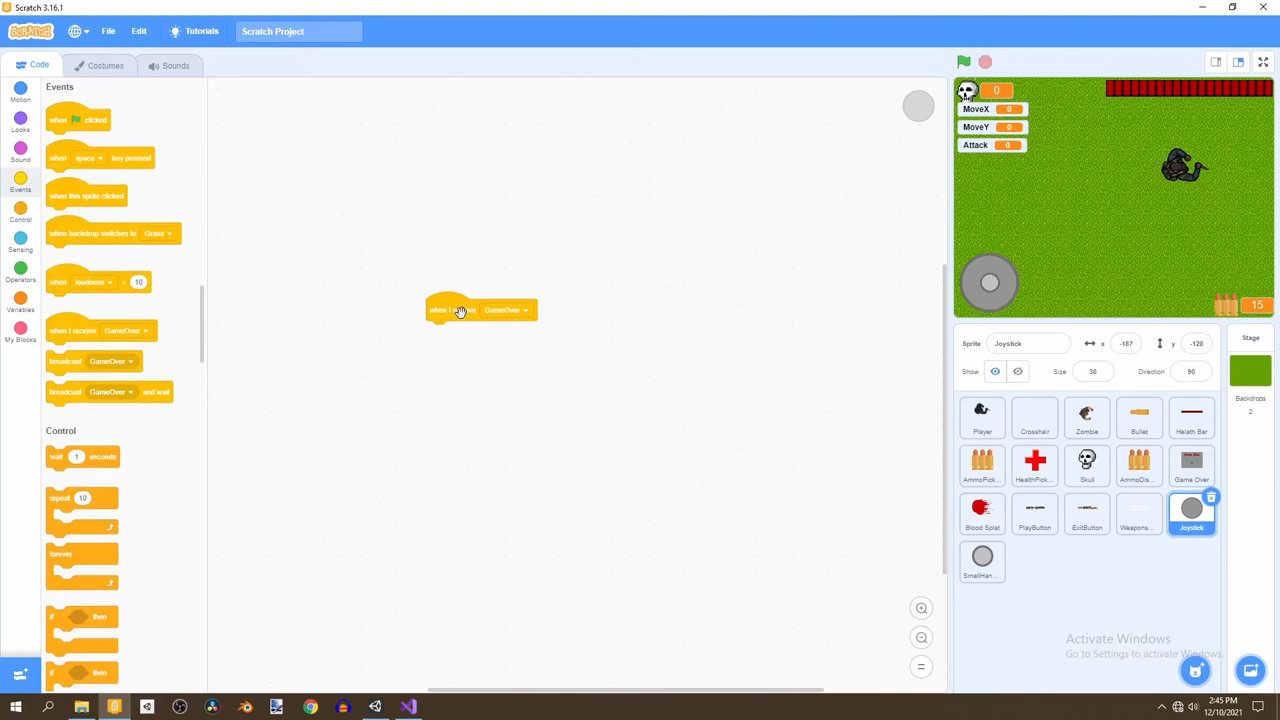 Scratch 3.16.1
SCRATCH File Edit Tutorials Scratch Project
Code Costumes Sounds
Motion
Looks
Sound
Events
Control
Sensing
Operators
Variables
My Blocks
Events
when clicked
when space key pressed
when this sprite clicked
when backdrop switches to Grass
when loudness > 10
when I receive GameOver
broadcast GameOver
broadcast GameOver and wait
Control
wait 1 seconds
repeat 10
forever
if then
if then
when I GameOver
0
MoveX 0
MoveY 0
Attack 0
15
Sprite Joystick x -187 y -128
Show Size 30 Direction 90
Stage
Backdrops
2
Player Crosshair Zombie Bullet Helath Bar
AmmoPick... HealthPick... Skull AmmoDis... Game Over
Blood Splat PlayButton ExitButton Weapons... Joystick
SmallHan...
Activate Windows
Go to Settings to activate Windows.
2:45 PM
12/10/2021